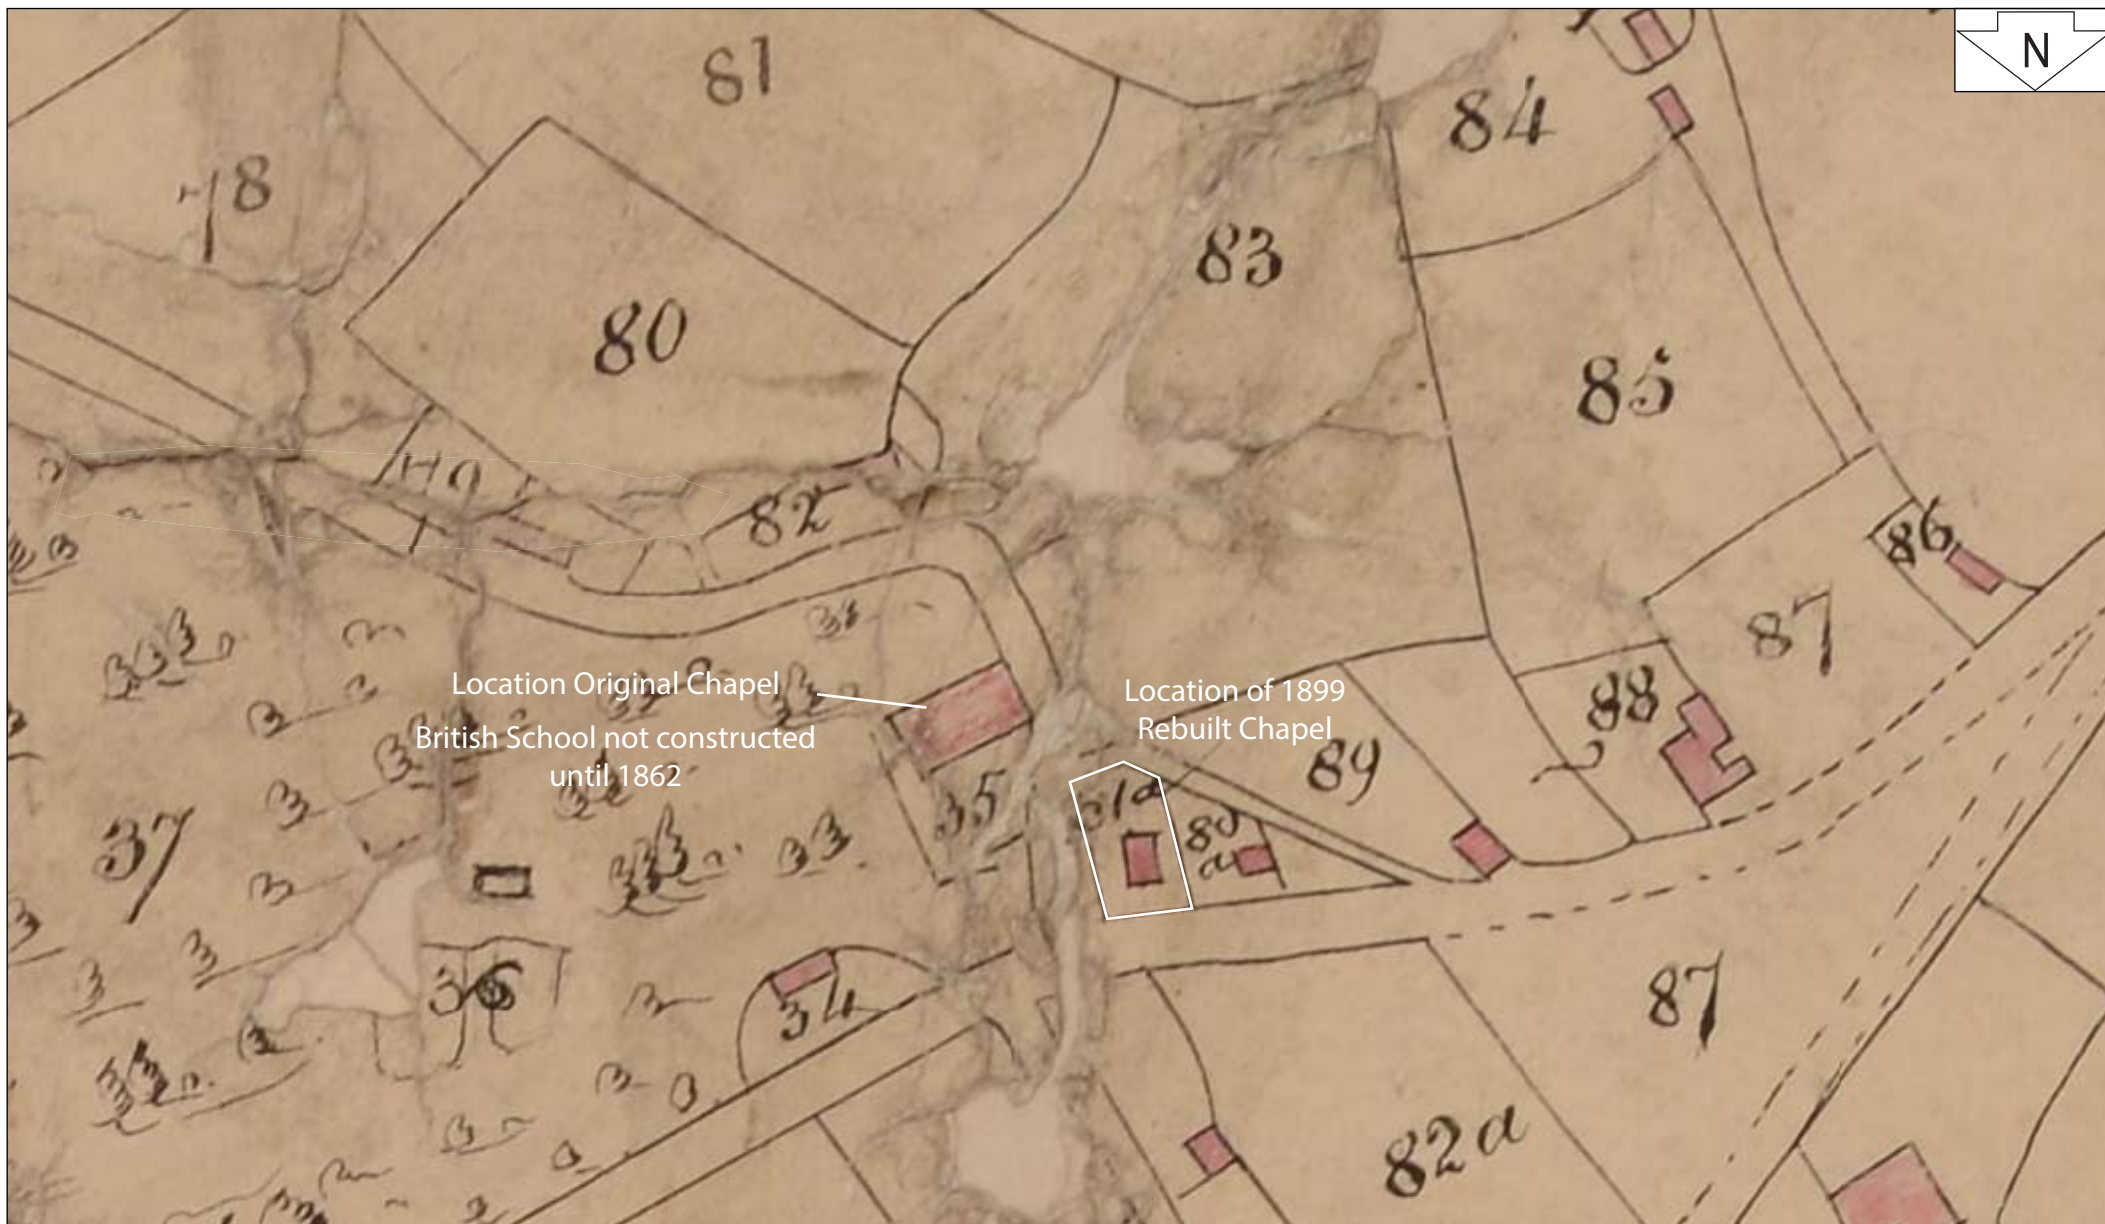 N
81
84
78
83
80
85
82
86
87
Location Original Chapel
Location of 1899
Rebuilt Chapel
88
British School not constructed
until 1862
89
35
37
36
34
87
82a